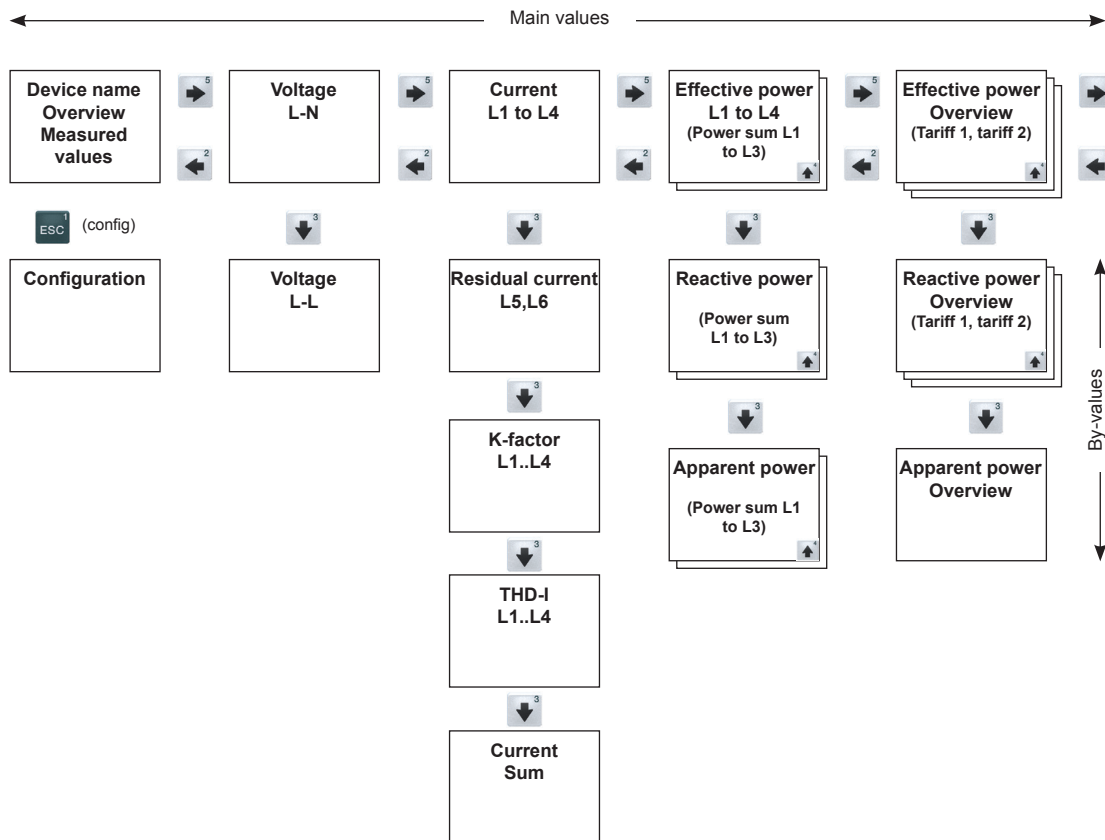 Main values
Device name
Overview
Measured
values
5
2
Voltage
L-N
5
2
Current
L1 to L4
5
2
Effective power
L1 to L4
(Power sum L1
to L3)
4
5
2
Effective power
Overview
(Tariff 1, tariff 2)
4
5
2
1
ESC
(config)
3
3
3
3
Configuration
Voltage
L-L
Residual current
L5,L6
Reactive power
(Power sum
L1 to L3)
4
Reactive power
Overview
(Tariff 1, tariff 2)
4
By-values
3
3
3
K-factor
L1..L4
Apparent power
(Power sum L1
to L3)
4
Apparent power
Overview
3
THD-I
L1..L4
3
Current
Sum